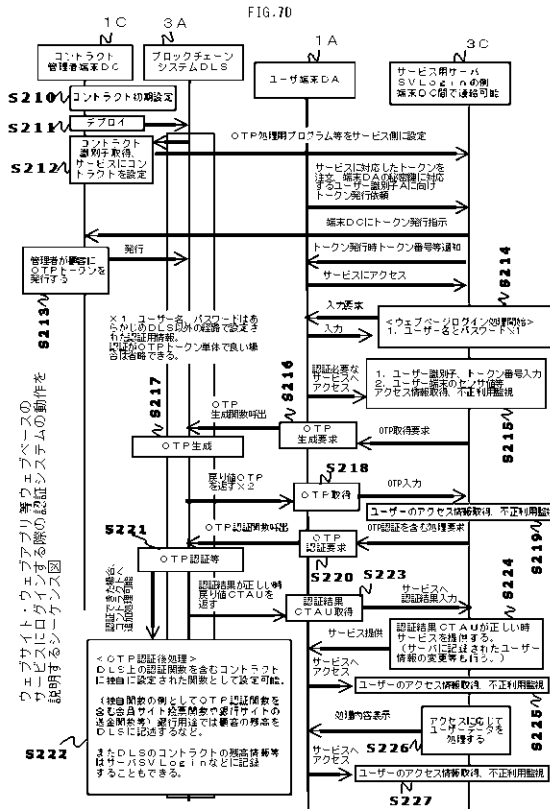 FIG.7D
1C
3A
1A
3C
コントラクト
管理者端末DC
ブロックチェーン
システムDLS
ユーザ端末DA
サービス用サーバ
SVLoginの側
端末DC間で連絡可能
S210
コントラクト初期設定
S211
デプロイ
S212
コントラクト
識別子取得、
サービスにコン
トラクトを設定
OTP処理用プログラム等をサービス側に設定
サービスに対応したトークンを
注文、端末DAの秘密鍵に対応
するユーザー識別子Aに向け
トークン発行依頼
端末DCにトークン発行指示
発行
管理者が顧客に
OTPトークンを
発行する
S213
トークン発行時トークン番号等通知
サービスにアクセス
S214
入力要求
入力
<ウェブページログイン処理開始>
1. ユーザー名とパスワード×1
×1 ユーザー名、パスワードはあ
らかじめDLS以外の経路で設定さ
れた認証用情報。
認証がOTPトークン単体で良い場
合は省略できる。
認証必要な
サービスへ
アクセス
1. ユーザー識別子、トークン番号入力
2. ユーザー端末のセンサ値等
アクセス情報取得、不正利用監視
S215
S217
S216
OTP
生成関数呼出
OTP生成
OTP
生成要求
OTP取得要求
戻り値OTP
を返す×2
S218
OTP取得
OTP入力
ユーザーのアクセス情報取得、不正利用監視
S219
S221
OTP認証関数呼出
OTP認証等
OTP
認証要求
OTP認証を含む処理要求
S220
S223
S224
認証できた場合、
コントラクトで
追加処理可能
認証結果が正しい時
戻り値CTAUを
返す
認証結果
CTAU取得
サービスへ
認証結果入力
認証結果CTAUが正しい時
サービスを提供する。
(サーバに記録されたユーザー
情報の変更等も行う。)
サービス提供
サービスへ
アクセス
ユーザーのアクセス情報取得、不正利用監視
S225
<OTP認証後処理>
DLS上の認証関数を含むコントラクト
に独自に設定された関数として設定可能。
(独自関数の例としてOTP認証関数を
含む会員サイト投票関数や銀行サイトの
送金関数等)銀行用途では顧客の残高を
DLSに記述するなど。
またDLSのコントラクトの残高情報等
はサーバSVLoginなどに記録
することもできる。
S222
処理内容表示
アクセスに応じて
ユーザーデータを
処理する
S226
サービスへ
アクセス
ユーザーのアクセス情報取得、不正利用監視
S227
ウェブサイト・ウェブアプリ等ウェブベースの
サービスにログインする際の認証システムの動作を
説明するシーケンス図